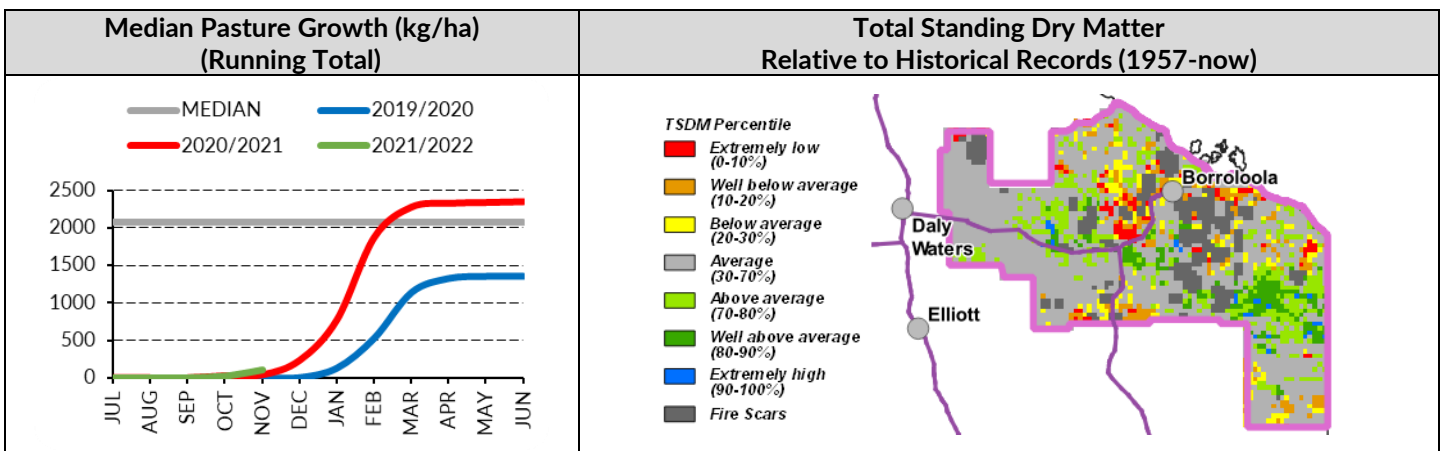 Median Pasture Growth (kg/ha)
(Running Total)
Total Standing Dry Matter
Relative to Historical Records (1957-now)
MEDIAN
2019/2020
2020/2021
2021/2022
2500
2000
1500
1000
500
0
JUL
AUG
SEP
OCT
NOV
DEC
JAN
FEB
MAR
APR
MAY
JUN
TSDM Percentile
Extremely low
(0-10%)
Well below average
(10-20%)
Below average
(20-30%)
Average
(30-70%)
Above average
(70-80%)
Well above average
(80-90%)
Extremely high
(90-100%)
Fire Scars
Borroloola
Daly
Waters
Elliott